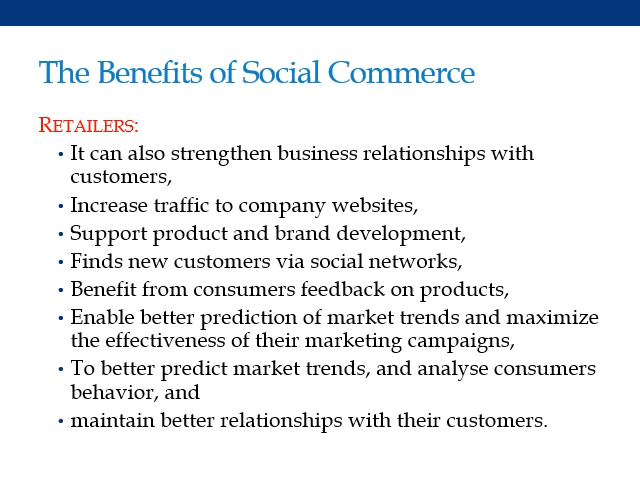 The Benefits of Social Commerce
RETAILERS:
• It can also strengthen business relationships with
customers,
• Increase traffic to company websites,
• Support product and brand development,
• Finds new customers via social networks,
• Benefit from consumers feedback on products,
• Enable better prediction of market trends and maximize
the effectiveness of their marketing campaigns,
• To better predict market trends, and analyse consumers
behavior, and
• maintain better relationships with their customers.